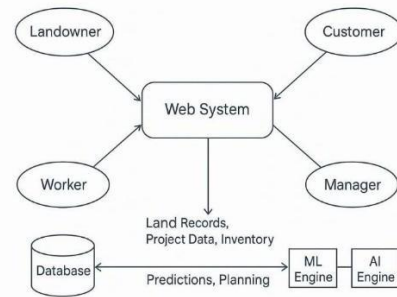 Landowner
Customer
Web System
Worker
Manager
Land Records,
Project Data, Inventory
Database
Predictions, Planning
ML
Engine
AI
Engine